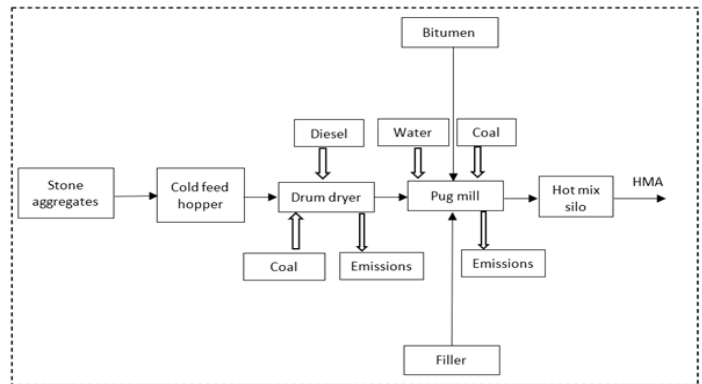 Bitumen
Diesel
Water
Coal
Stone
aggregates
Cold feed
hopper
Drum dryer
Pug mill
Hot mix
silo
HMA
Coal
Emissions
Emissions
Filler